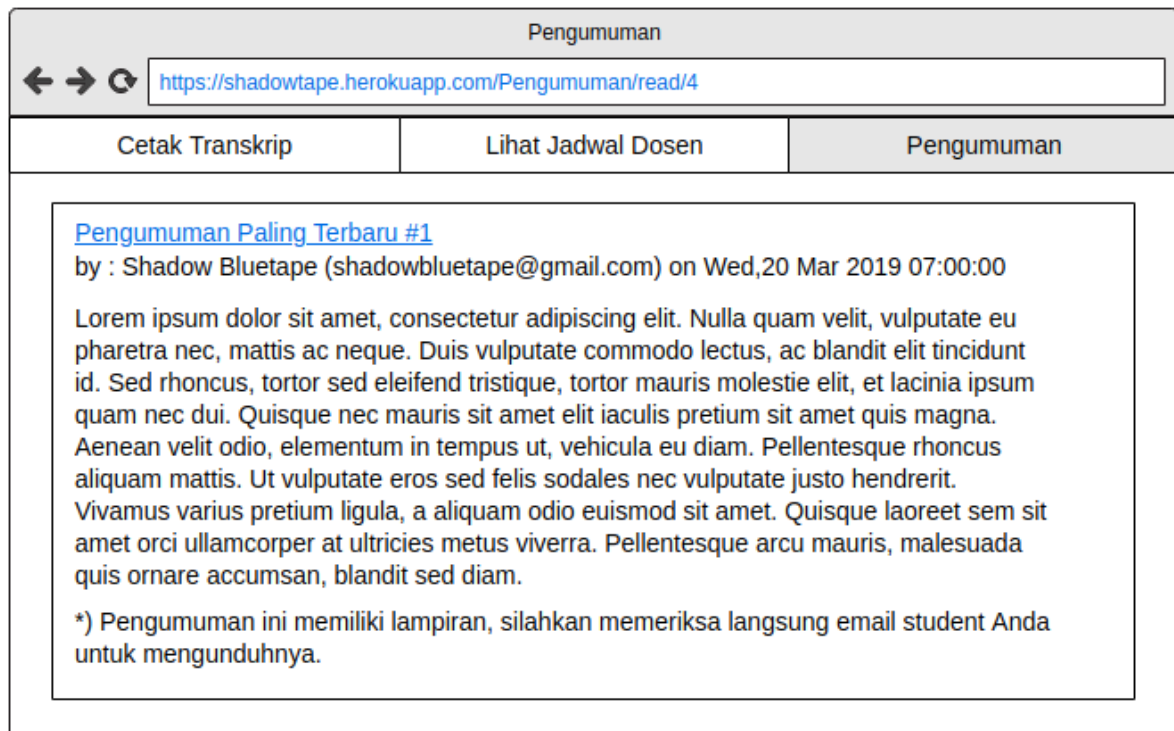 Pengumuman
https://shadowtape.herokuapp.com/Pengumuman/read/4
Cetak Transkrip
Lihat Jadwal Dosen
Pengumuman
Pengumuman Paling Terbaru #1
by : Shadow Bluetape (shadowbluetape@gmail.com) on Wed,20 Mar 2019 07:00:00
Lorem ipsum dolor sit amet, consectetur adipiscing elit. Nulla quam velit, vulputate eu
pharetra nec, mattis ac neque. Duis vulputate commodo lectus, ac blandit elit tincidunt
id. Sed rhoncus, tortor sed eleifend tristique, tortor mauris molestie elit, et lacinia ipsum
quam nec dui. Quisque nec mauris sit amet elit iaculis pretium sit amet quis magna.
Aenean velit odio, elementum in tempus ut, vehicula eu diam. Pellentesque rhoncus
aliquam mattis. Ut vulputate eros sed felis sodales nec vulputate justo hendrerit.
Vivamus varius pretium ligula, a aliquam odio euismod sit amet. Quisque laoreet sem sit
amet orci ullamcorper at ultricies metus viverra. Pellentesque arcu mauris, malesuada
quis ornare accumsan, blandit sed diam.
*) Pengumuman ini memiliki lampiran, silahkan memeriksa langsung email student Anda
untuk mengunduhnya.